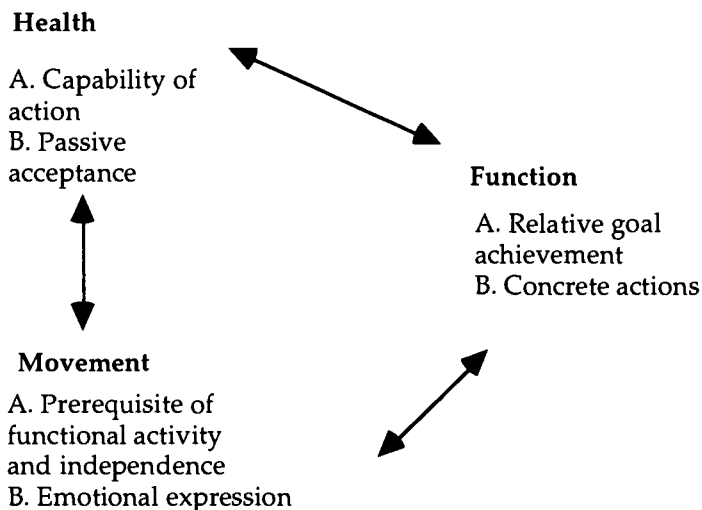 Health
A. Capability of
action
B. Passive
acceptance
Function
A. Relative goal
achievement
B. Concrete actions
Movement
A. Prerequisite of
functional activity
and independence
B. Emotional expression